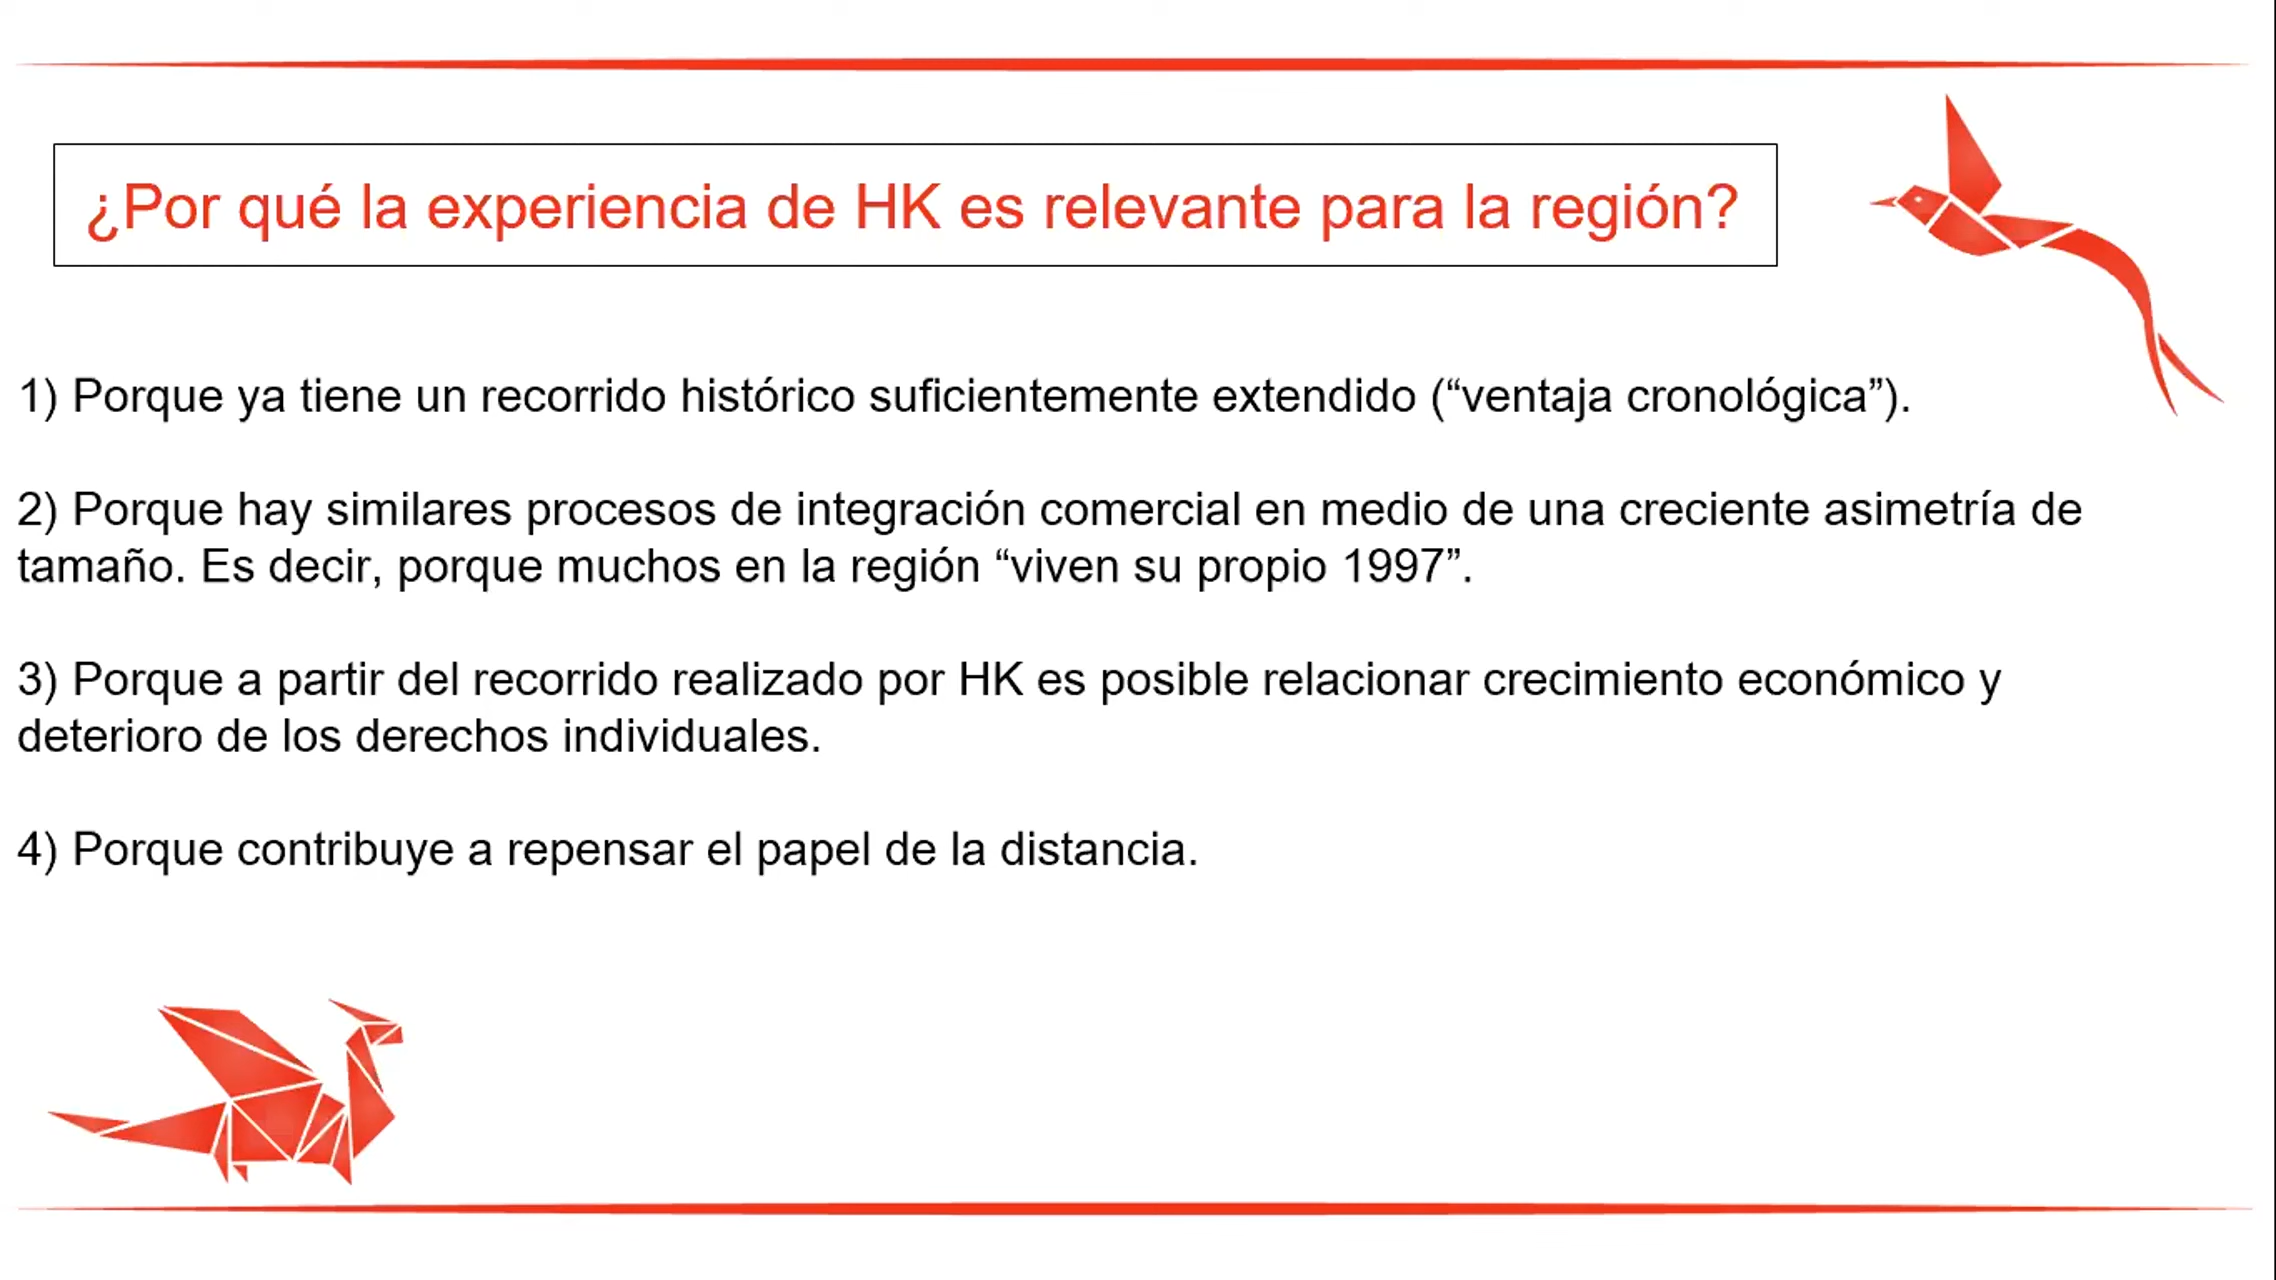 ¿Por qué la experiencia de HK es relevante para la región?
1) Porque ya tiene un recorrido histórico suficientemente extendido (“ventaja cronológica”).
2) Porque hay similares procesos de integración comercial en medio de una creciente asimetría de
tamaño. Es decir, porque muchos en la región “viven su propio 1997”.
3) Porque a partir del recorrido realizado por HK es posible relacionar crecimiento económico y
deterioro de los derechos individuales.
4) Porque contribuye a repensar el papel de la distancia.